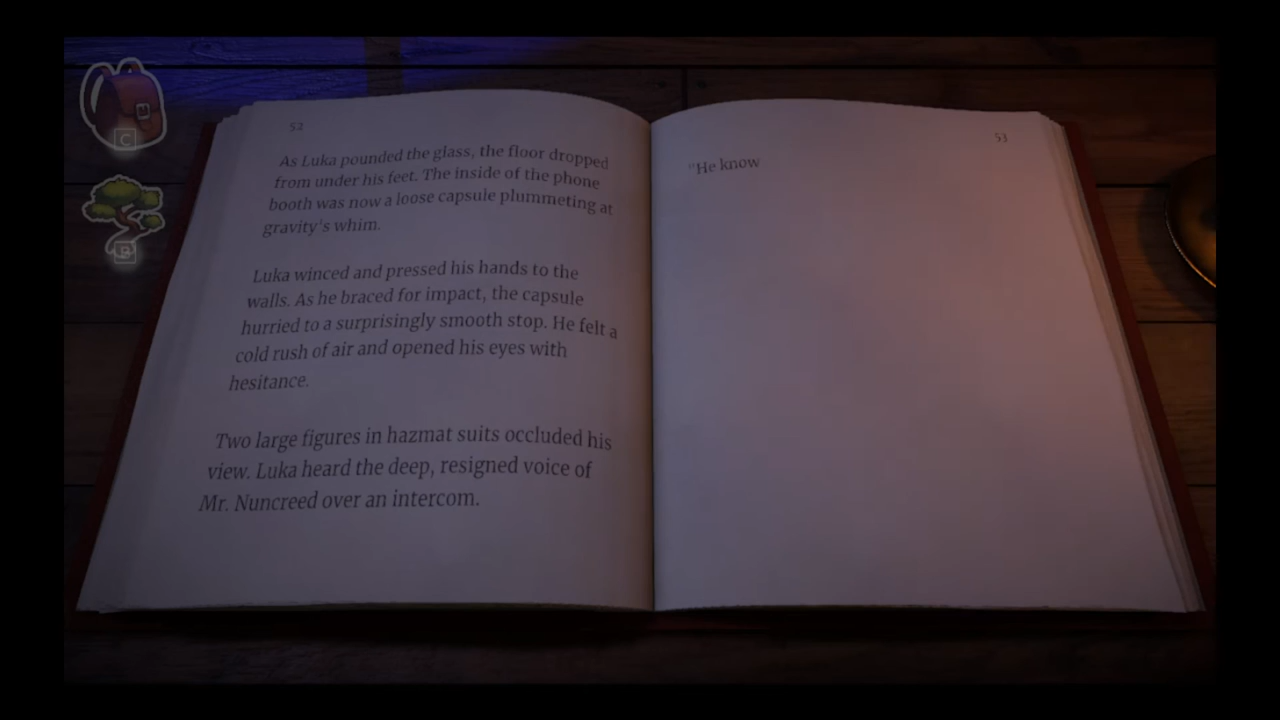 52
As Luka pounded the glass, the floor dropped
from under his feet. The inside of the phone
booth was now a loose capsule plummeting at
gravity's whim.
Luka winced and pressed his hands to the
walls. As he braced for impact, the capsule
hurried to a surprisingly smooth stop. He felt a
cold rush of air and opened his eyes with
hesitance.
Two large figures in hazmat suits occluded his
view. Luka heard the deep, resigned voice of
Mr. Nuncreed over an intercom.
53
"He know
C
B